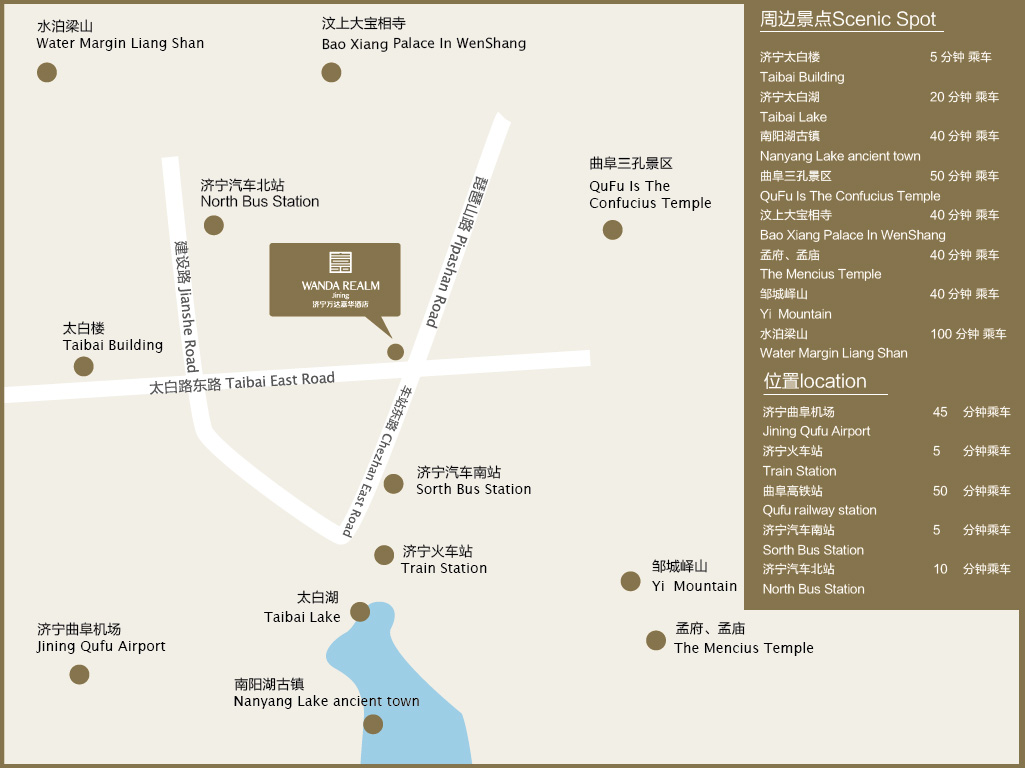 水泊梁山
Water Margin Liang Shan
汶上大宝相寺
Bao Xiang Palace In WenShang
济宁汽车北站
North Bus Station
曲阜三孔景区
QuFu Is The
Confucius Temple
琵琶山路 Pipashan Road
建设路 Jianshe Road
WANDA REALM
Jining
济宁万达嘉华酒店
太白楼
Taibai Building
太白路东路 Taibai East Road
车站东路 Chezhan East Road
济宁汽车南站
Sorth Bus Station
济宁火车站
Train Station
邹城峄山
Yi Mountain
太白湖
Taibai Lake
济宁曲阜机场
Jining Qufu Airport
孟府、孟庙
The Mencius Temple
南阳湖古镇
Nanyang Lake ancient town
周边景点Scenic Spot
济宁太白楼 5 分钟 乘车
Taibai Building
济宁太白湖 20 分钟 乘车
Taibai Lake
南阳湖古镇 40 分钟 乘车
Nanyang Lake ancient town
曲阜三孔景区 50 分钟 乘车
QuFu Is The Confucius Temple
汶上大宝相寺 40 分钟 乘车
Bao Xiang Palace In WenShang
孟府、孟庙 40 分钟 乘车
The Mencius Temple
邹城峄山 40 分钟 乘车
Yi Mountain
水泊梁山 100 分钟 乘车
Water Margin Liang Shan
位置location
济宁曲阜机场 45 分钟乘车
Jining Qufu Airport
济宁火车站 5 分钟乘车
Train Station
曲阜高铁站 50 分钟乘车
Qufu railway station
济宁汽车南站 5 分钟乘车
Sorth Bus Station
济宁汽车北站 10 分钟乘车
North Bus Station